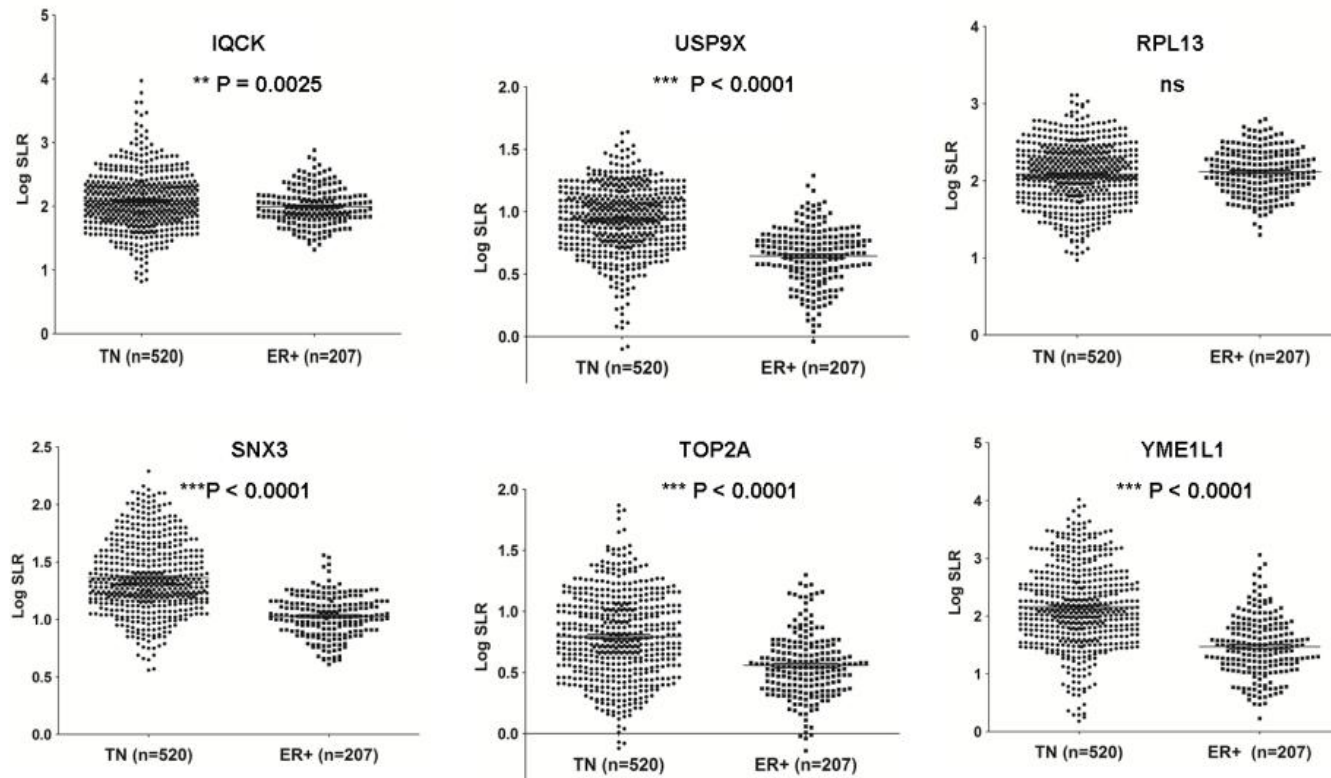 IQCK
** P = 0.0025
Log SLR
5
4
3
2
1
0
TN (n=520)
ER+ (n=207)
USP9X
*** P < 0.0001
Log SLR
2.0
1.5
1.0
0.5
0.0
TN (n=520)
ER+ (n=207)
RPL13
ns
Log SLR
4
3
2
1
0
TN (n=520)
ER+ (n=207)
SNX3
***P < 0.0001
Log SLR
2.5
2.0
1.5
1.0
0.5
0.0
TN (n=520)
ER+ (n=207)
TOP2A
*** P < 0.0001
Log SLR
2.0
1.5
1.0
0.5
0.0
TN (n=520)
ER+ (n=207)
YME1L1
*** P < 0.0001
Log SLR
5
4
3
2
1
0
TN (n=520)
ER+ (n=207)